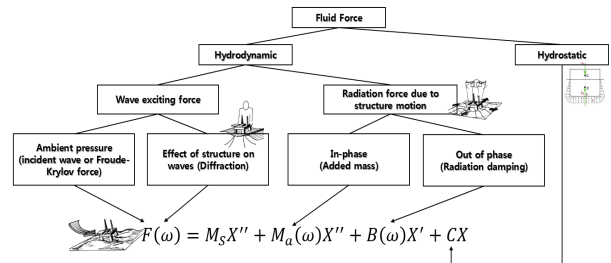 Fluid Force
Hydrodynamic
Hydrostatic
Wave exciting force
Radiation force due to
structure motion
Ambient pressure
(incident wave or Froude-
Krylov force)
Effect of structure on
waves (Diffraction)
In-phase
(Added mass)
Out of phase
(Radiation damping)
F(ω) = M_S X′′ + M_a(ω)X′′ + B(ω)X′ + CX